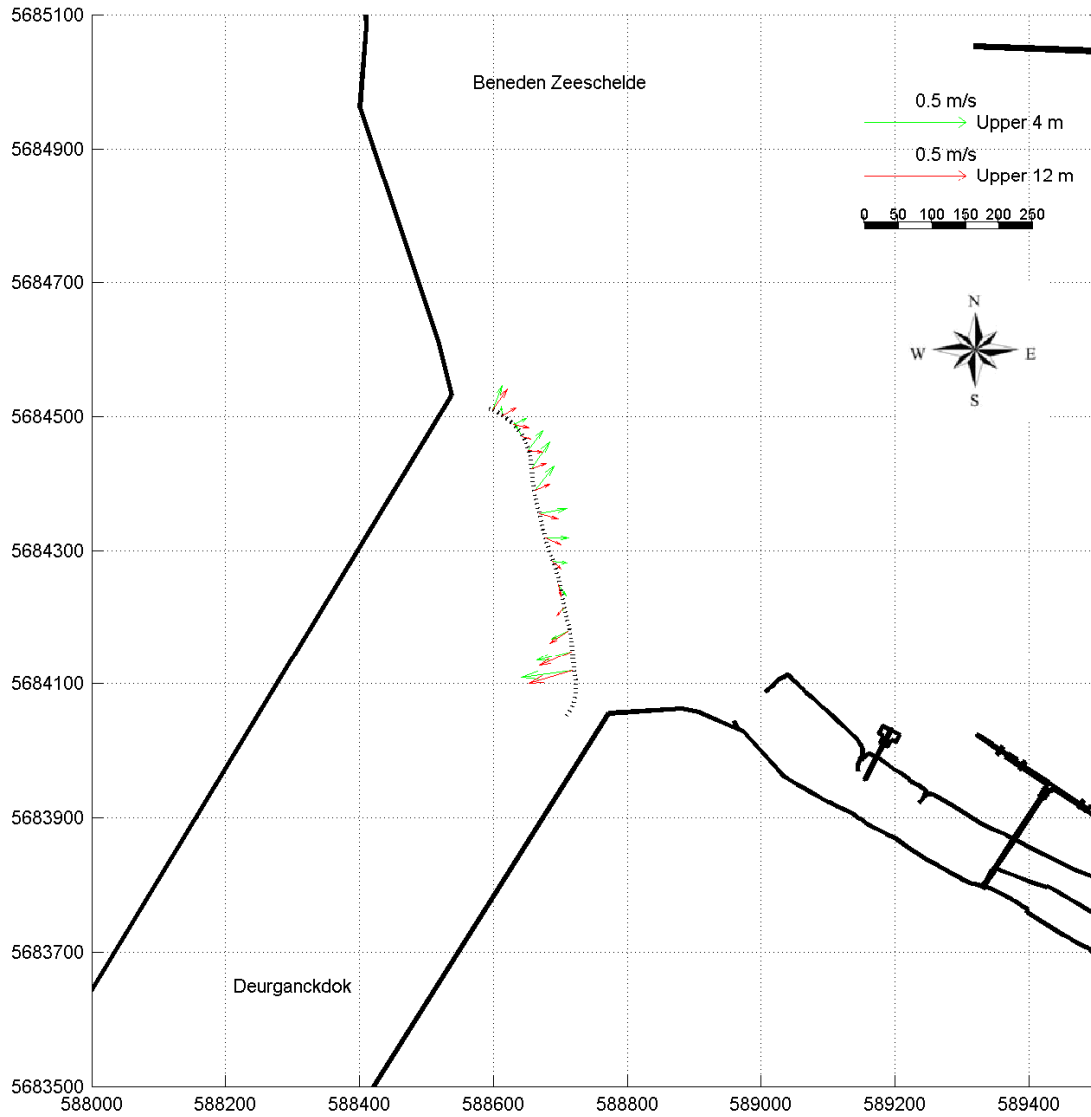 5685100
Beneden Zeeschelde
0.5 m/s
Upper 4 m
5684900
0.5 m/s
Upper 12 m
0 50 100 150 200 250
5684700
N
W E
S
5684500
5684300
5684100
5683900
5683700
Deurganckdok
5683500
588000 588200 588400 588600 588800 589000 589200 589400